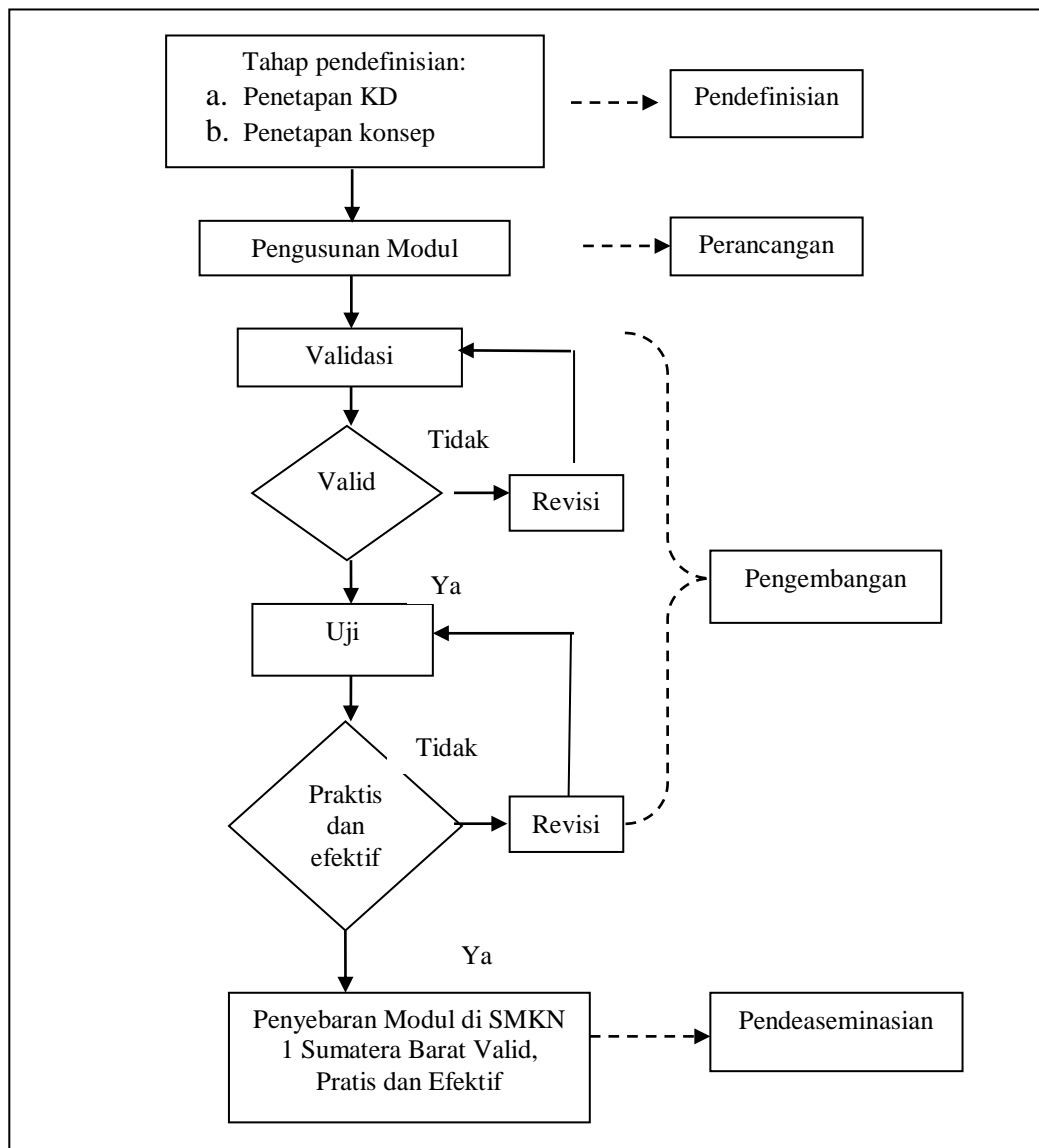 Tahap pendefinisian:
a. Penetapan KD
b. Penetapan konsep
Pendefinisian
Pengusunan Modul
Perancangan
Validasi
Tidak
Valid
Revisi
Pengembangan
Ya
Uji
Tidak
Praktis
dan
efektif
Revisi
Ya
Penyebaran Modul di SMKN
1 Sumatera Barat Valid,
Pratis dan Efektif
Pendeaseminasian